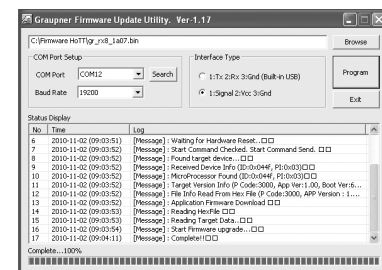 Graupner Firmware Update Utility. Ver-1.17
C:\Firmware HoTT\gr_rx8_1a07.bin
Browse
COM Port Setup
COM Port
COM12
Search
Baud Rate
19200
Interface Type
1:Tx 2:Rx 3:Gnd (Built-in USB)
1:Signal 2:Vcc 3:Gnd
Program
Exit
Status Display
No Time Log
6 2010-11-02 (09:03:51) [Message] : Waiting for Hardware Reset..
7 2010-11-02 (09:03:52) [Message] : Start Command Checked. Start Command Send.
8 2010-11-02 (09:03:52) [Message] : Found target device...
9 2010-11-02 (09:03:52) [Message] : Received Device Info (ID:0x044f, PI:0x03)
10 2010-11-02 (09:03:52) [Message] : MicroProcessor Found (ID:0x044f, PI:0x03)
11 2010-11-02 (09:03:52) [Message] : Target Version Info (P Code:3000, App Ver:1.00, Boot Ver:6...
12 2010-11-02 (09:03:52) [Message] : File Info Read From Hex File (P Code:3000, APP Version : 1....
13 2010-11-02 (09:03:52) [Message] : Application Firmware Download
14 2010-11-02 (09:03:53) [Message] : Reading HexFile
15 2010-11-02 (09:03:53) [Message] : Reading Target Data..
16 2010-11-02 (09:03:54) [Message] : Start Firmware upgrade...
17 2010-11-02 (09:04:11) [Message] : Complete!!
Complete...100%